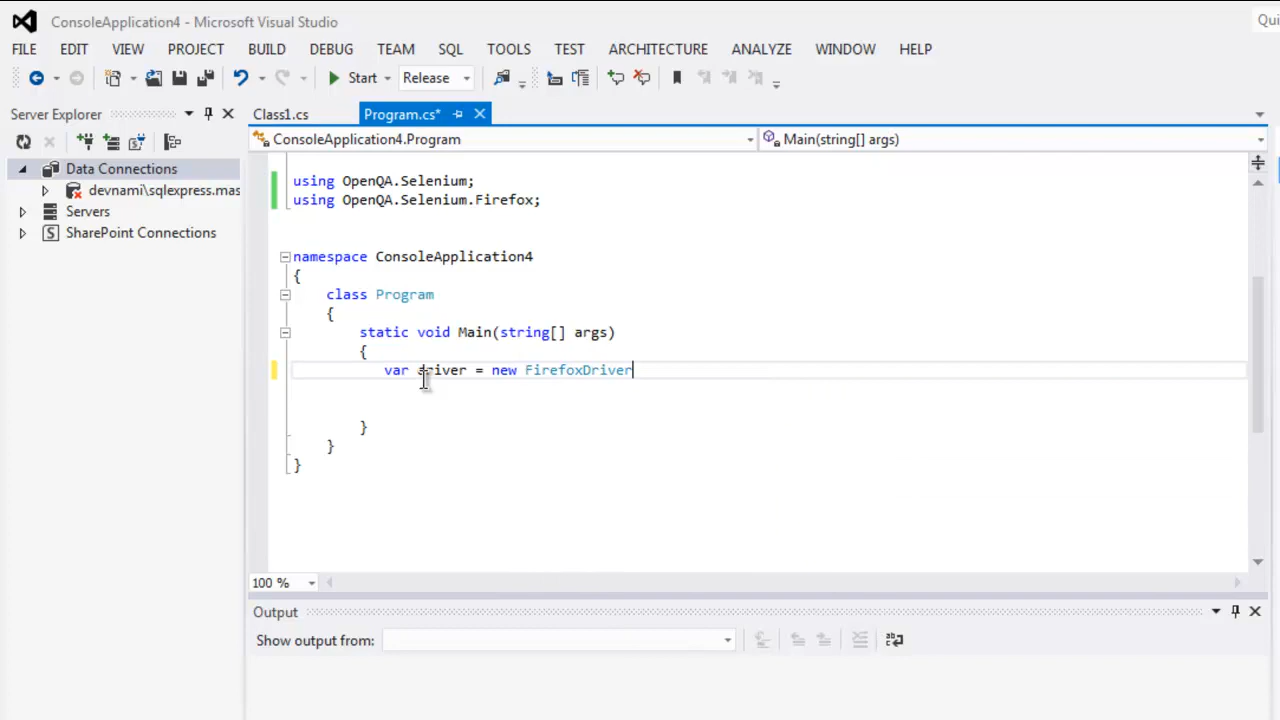 ConsoleApplication4 - Microsoft Visual Studio
Qui
FILE EDIT VIEW PROJECT BUILD DEBUG TEAM SQL TOOLS TEST ARCHITECTURE ANALYZE WINDOW HELP
Start Release
Server Explorer
Class1.cs Program.cs*
ConsoleApplication4.Program Main(string[] args)
Data Connections
devnami\sqlexpress.mas
Servers
SharePoint Connections
using OpenQA.Selenium;
using OpenQA.Selenium.Firefox;
namespace ConsoleApplication4
{
class Program
{
static void Main(string[] args)
{
var driver = new FirefoxDriver
}
}
}
100 %
Output
Show output from: